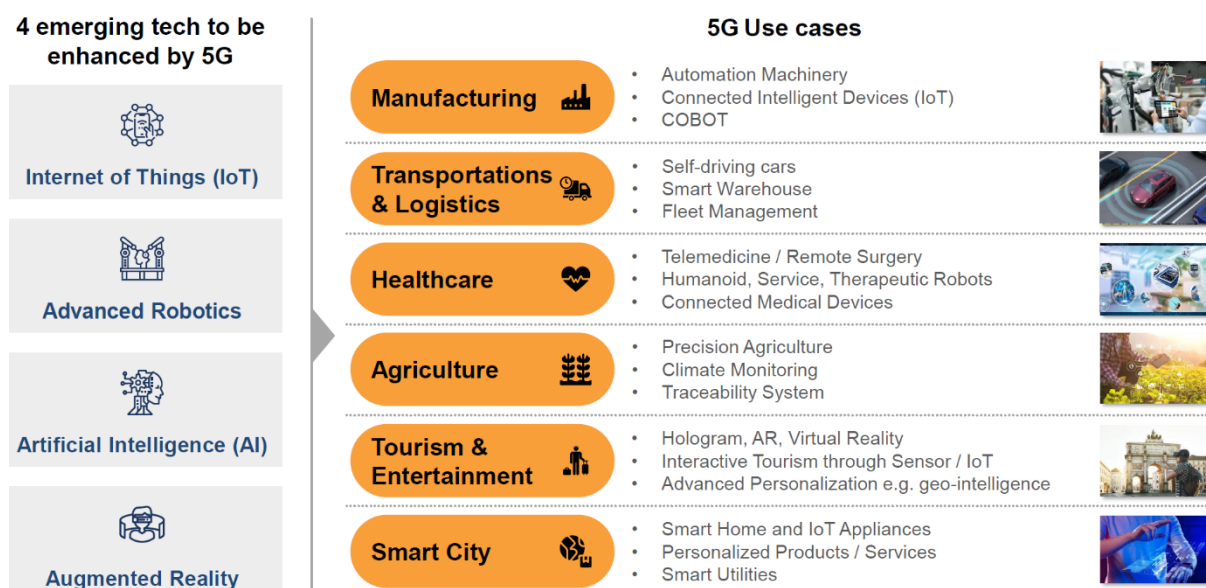 4 emerging tech to be
enhanced by 5G
Internet of Things (IoT)
Advanced Robotics
Artificial Intelligence (AI)
Augmented Reality
5G Use cases
Manufacturing
• Automation Machinery
• Connected Intelligent Devices (IoT)
• COBOT
Transportations
& Logistics
• Self-driving cars
• Smart Warehouse
• Fleet Management
Healthcare
• Telemedicine / Remote Surgery
• Humanoid, Service, Therapeutic Robots
• Connected Medical Devices
Agriculture
• Precision Agriculture
• Climate Monitoring
• Traceability System
Tourism &
Entertainment
• Hologram, AR, Virtual Reality
• Interactive Tourism through Sensor / IoT
• Advanced Personalization e.g. geo-intelligence
Smart City
• Smart Home and IoT Appliances
• Personalized Products / Services
• Smart Utilities